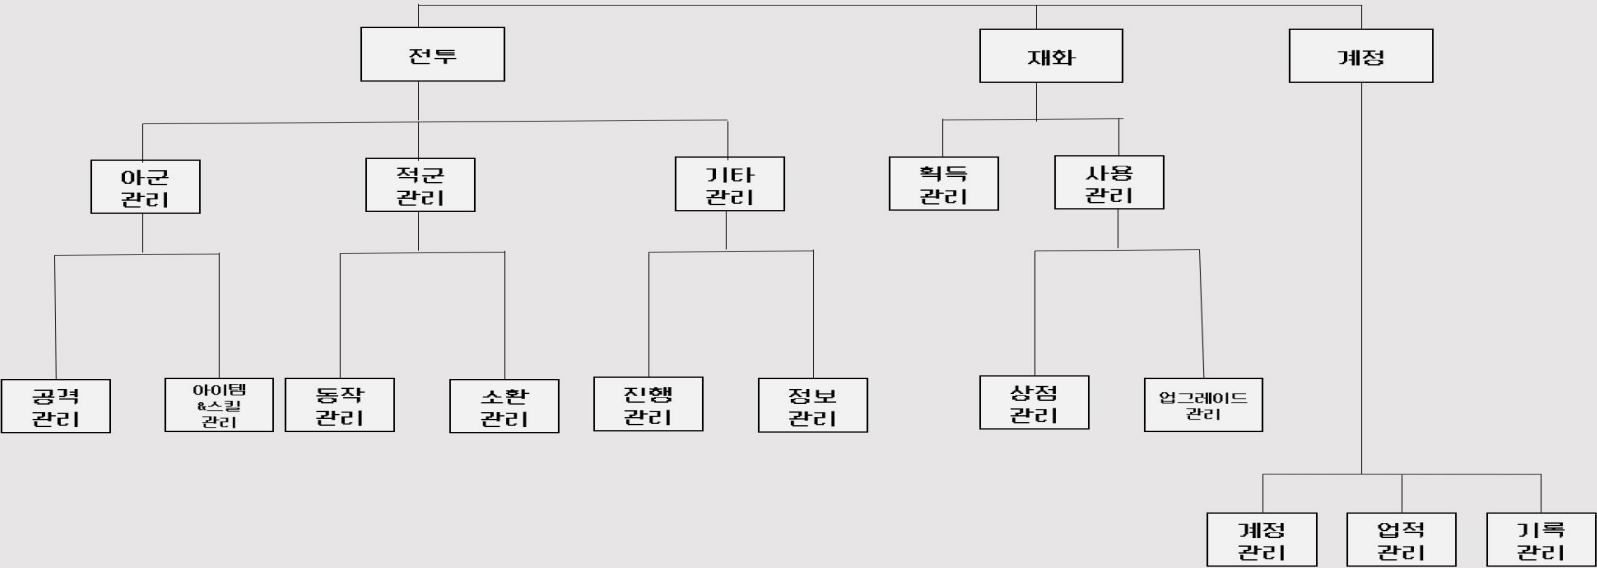 전투
재화
계정
아군
관리
적군
관리
기타
관리
획득
관리
사용
관리
공격
관리
아이템
&스킬
관리
동작
관리
소환
관리
진행
관리
정보
관리
상점
관리
업그레이드
관리
계정
관리
업적
관리
기록
관리